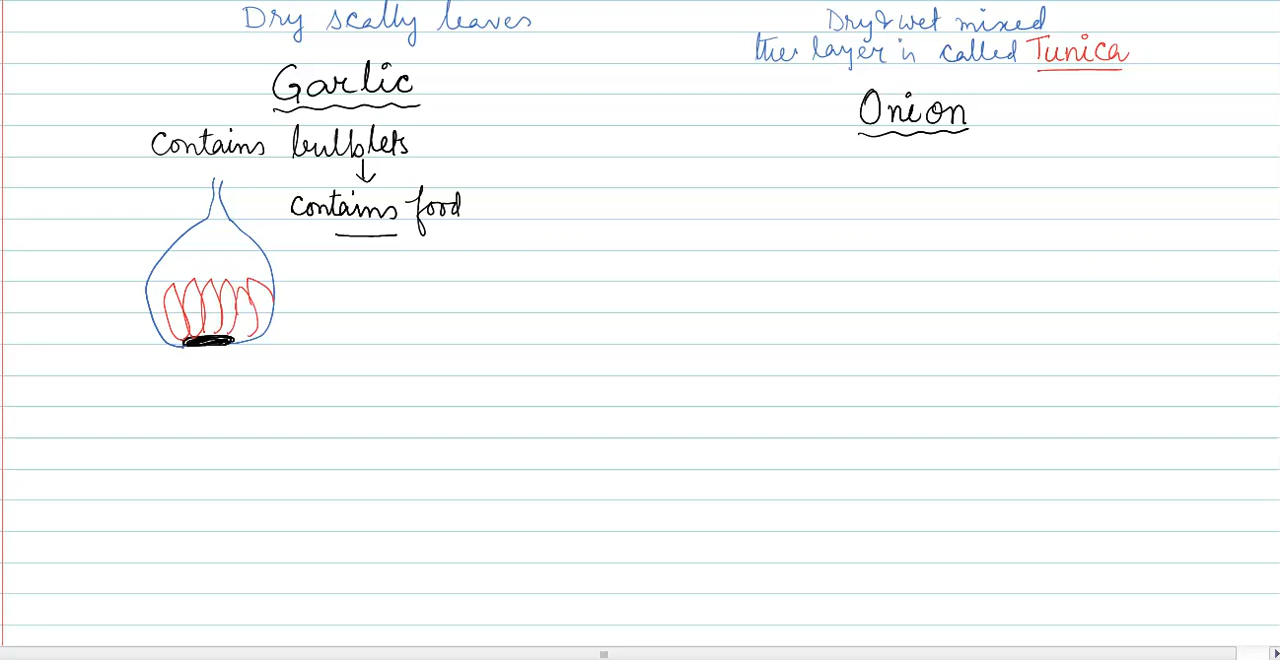 Dry scally leaves
Garlic
Contains bulblets
contains food
Dry & wet mixed
the layer is called Tunica
Onion